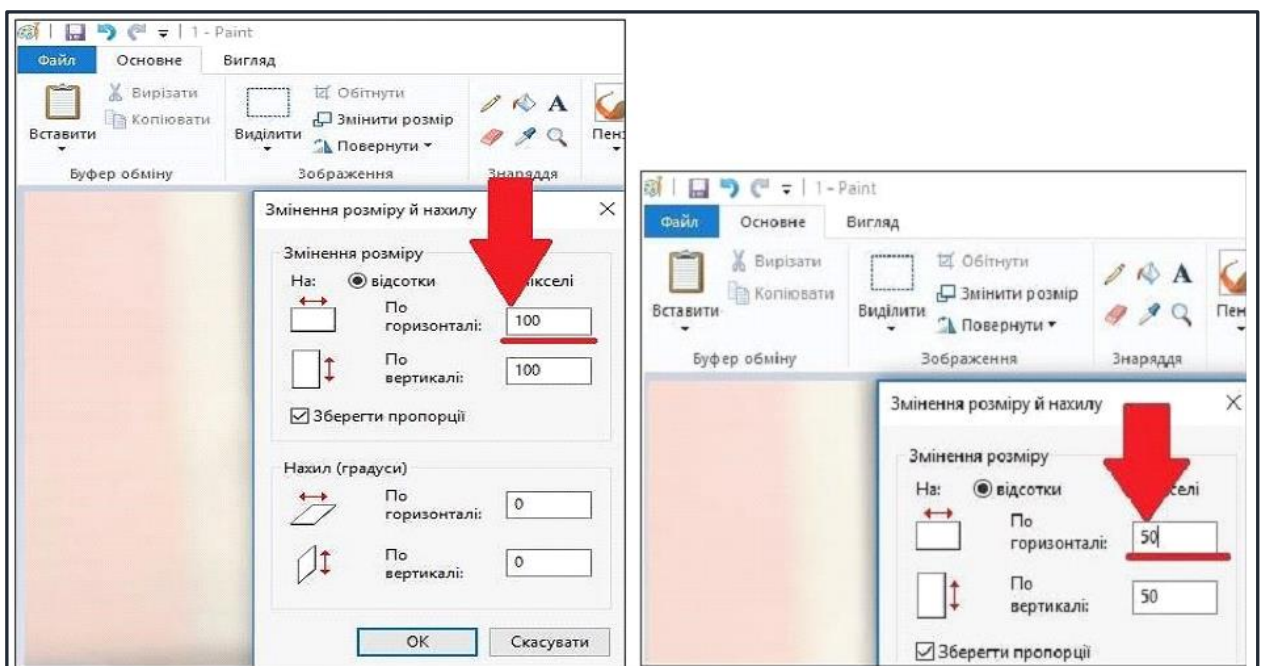 1 - Paint
Файл Основне Вигляд
Вирізати
Копіювати
Вставити
Буфер обміну
Виділити
Обітнути
Змінити розмір
Повернути
Зображення
A
Знаряддя
Змінення розміру й нахилу
Змінення розміру
На: відсотки
По горизонталі: 100
По вертикалі: 100
Зберегти пропорції
Нахил (градуси)
По горизонталі: 0
По вертикалі: 0
OK Скасувати
1 - Paint
Файл Основне Вигляд
Вирізати
Копіювати
Вставити
Буфер обміну
Виділити
Обітнути
Змінити розмір
Повернути
Зображення
A
Знаряддя
Змінення розміру й нахилу
Змінення розміру
На: відсотки
По горизонталі: 50
По вертикалі: 50
Зберегти пропорції